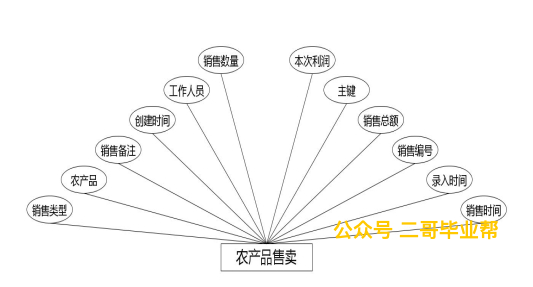 销售数量
本次利润
工作人员
主键
创建时间
销售总额
销售备注
销售编号
农产品
录入时间
销售类型
销售时间
公众号 二哥毕业帮
农产品售卖